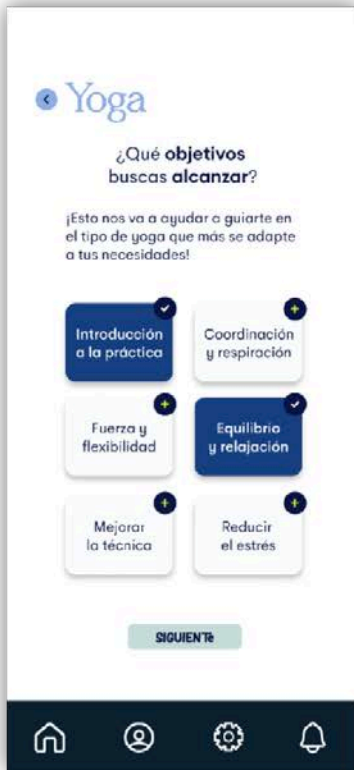 Yoga
¿Qué objetivos
buscas alcanzar?
¡Esto nos va a ayudar a guiarte en
el tipo de yoga que más se adapte
a tus necesidades!
Introducción
a la práctica
Coordinación
y respiración
Fuerza y
flexibilidad
Equilibrio
y relajación
Mejorar
la técnica
Reducir
el estrés
SIGUIENTE